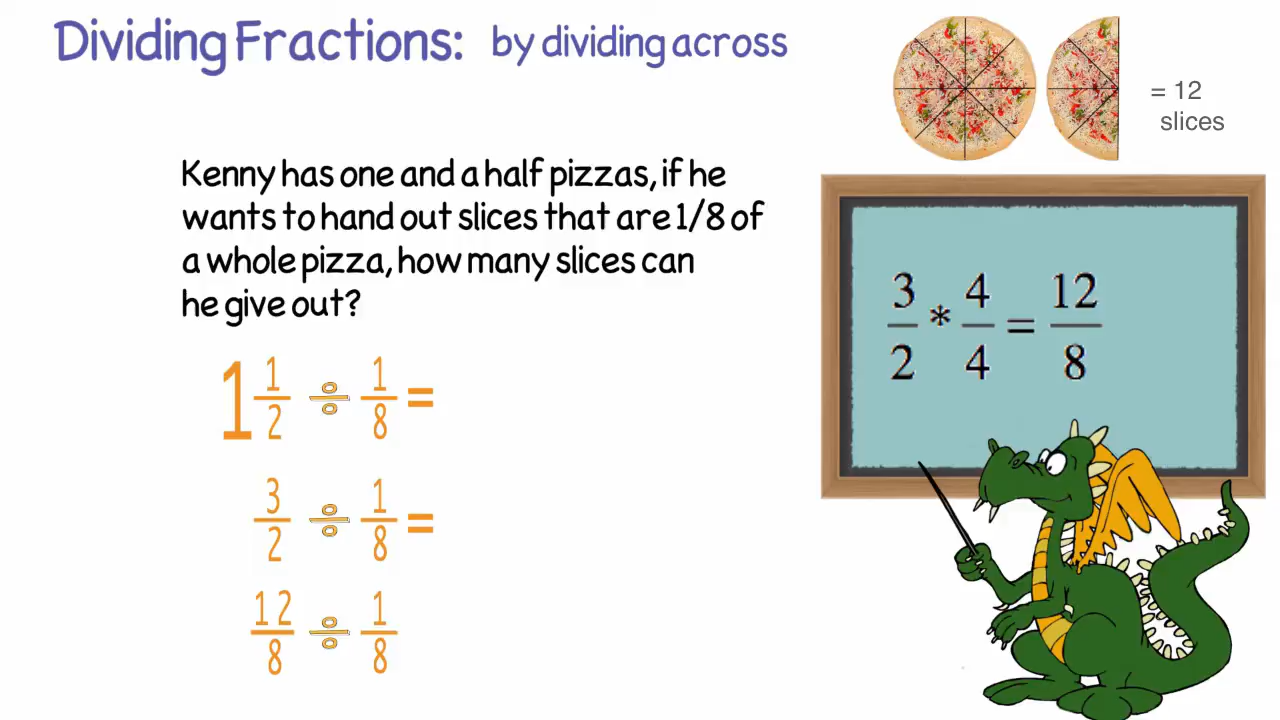 Dividing Fractions: by dividing across
= 12
slices
Kenny has one and a half pizzas, if he
wants to hand out slices that are 1/8 of
a whole pizza, how many slices can
he give out?
1 1/2 ÷ 1/8 =
3/2 ÷ 1/8 =
12/8 ÷ 1/8
3/2 * 4/4 = 12/8